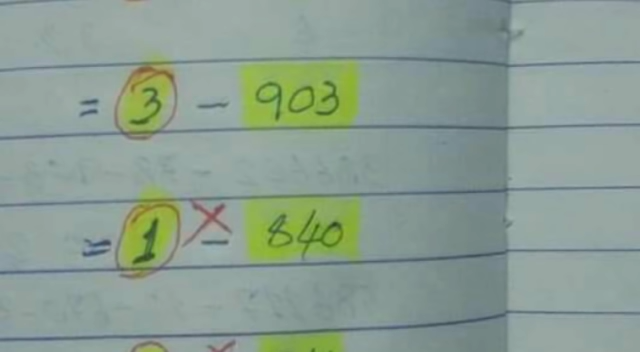 = 3 - 903
= 1 - 840